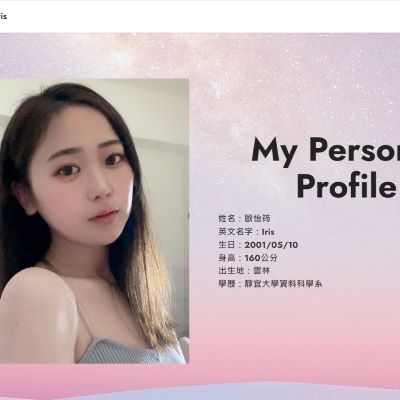 ris
My Person
Profile
姓名：歐怡琦
英文名字：Iris
生日：2001/05/10
身高：160公分
出生地：雲林
學歷：靜宜大學資料科學系